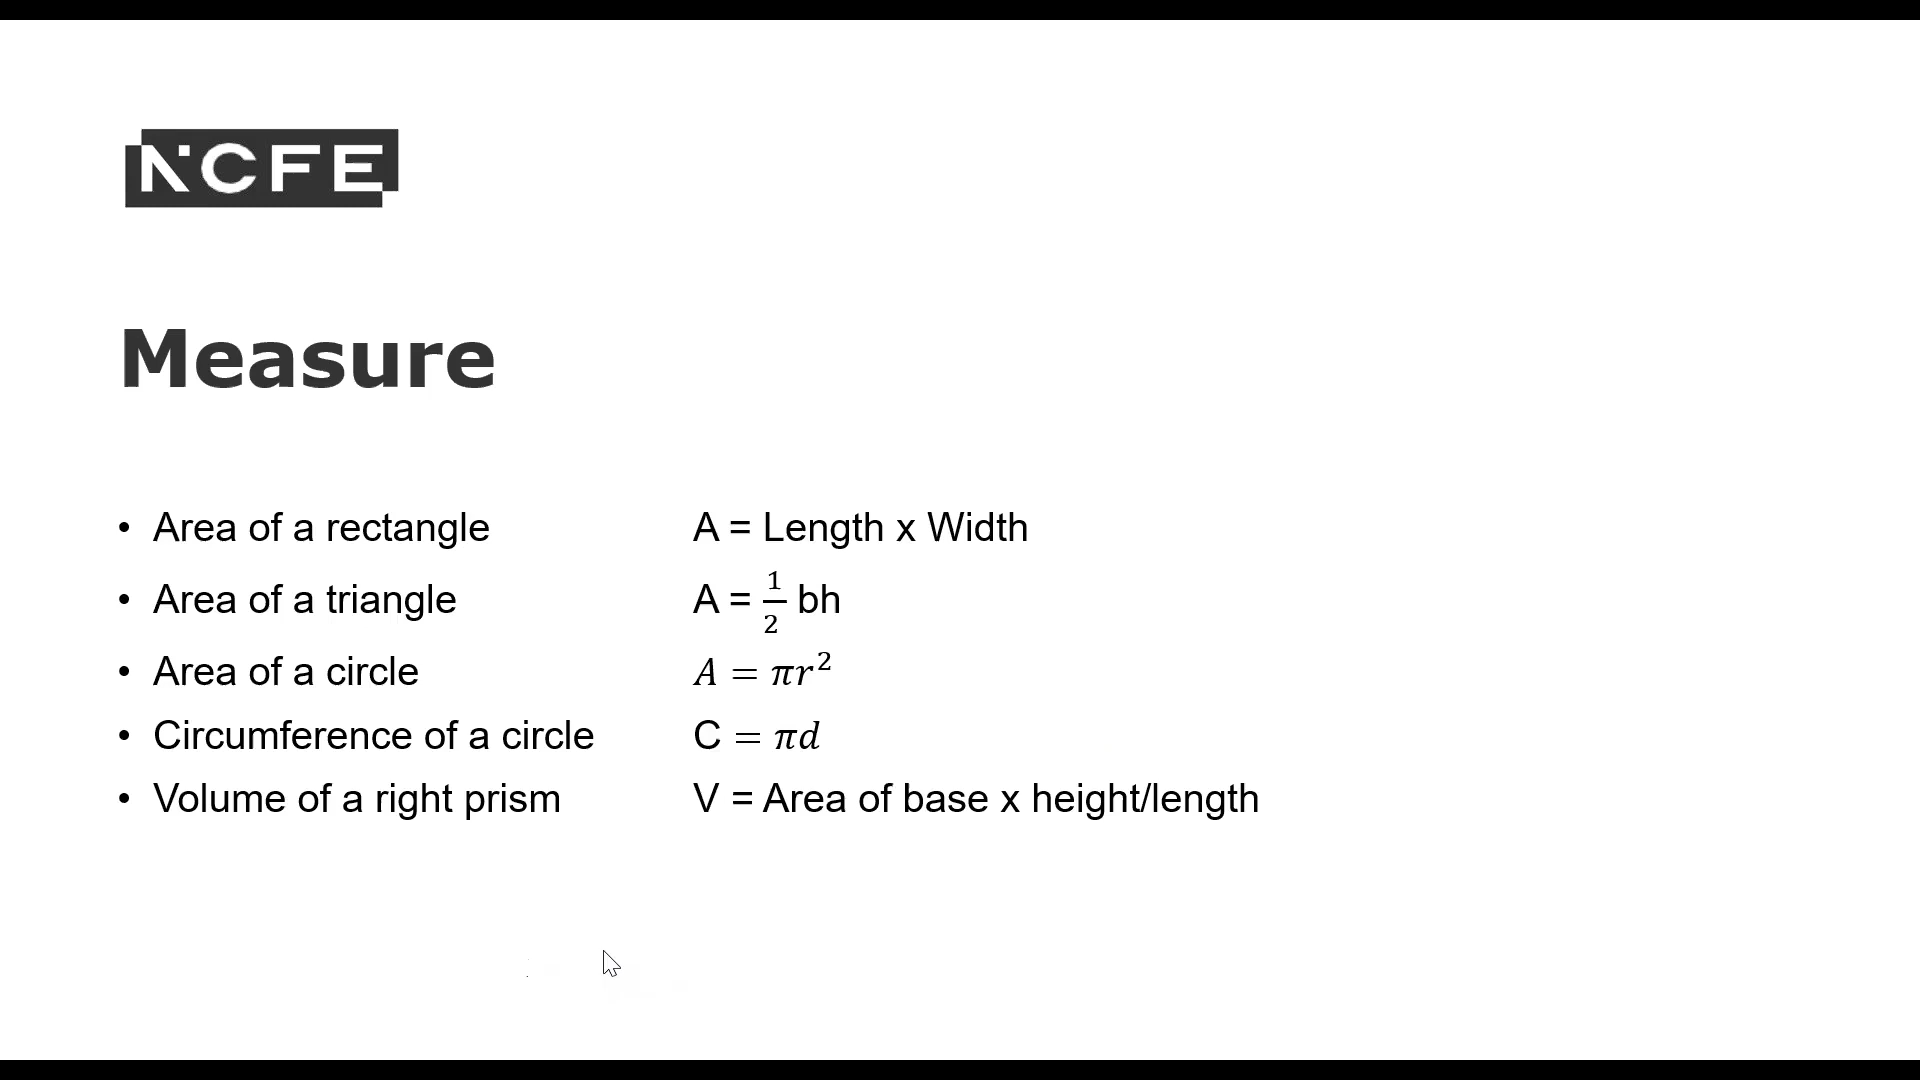 NCFE
Measure
• Area of a rectangle A = Length x Width
• Area of a triangle A = 1/2 bh
• Area of a circle A = πr²
• Circumference of a circle C = πd
• Volume of a right prism V = Area of base x height/length